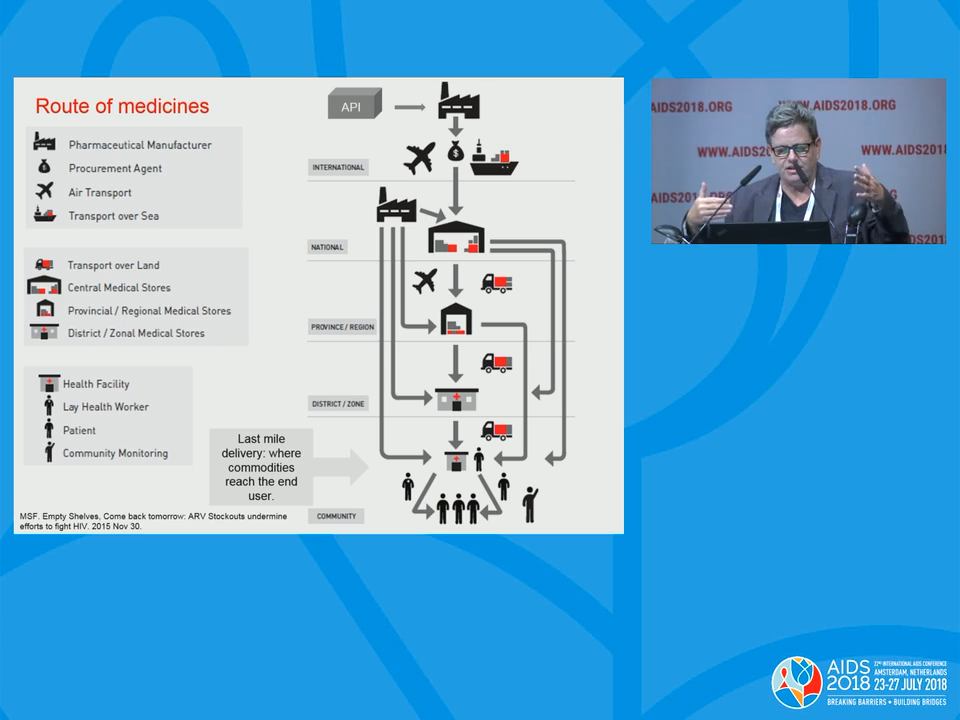 Route of medicines
Pharmaceutical Manufacturer
Procurement Agent
Air Transport
Transport over Sea
Transport over Land
Central Medical Stores
Provincial / Regional Medical Stores
District / Zonal Medical Stores
Health Facility
Lay Health Worker
Patient
Community Monitoring
API
INTERNATIONAL
NATIONAL
PROVINCE / REGION
DISTRICT / ZONE
COMMUNITY
Last mile
delivery: where
commodities
reach the end
user.
MSF. Empty Shelves, Come back tomorrow: ARV Stockouts undermine
efforts to fight HIV. 2015 Nov 30.
AIDS2018.ORG
WWW.AIDS2018.ORG
WWW.AIDS
WWW.AIDS2018
AIDS2018
AIDS
2018
22ND INTERNATIONAL AIDS CONFERENCE
AMSTERDAM, NETHERLANDS
23-27 JULY 2018
BREAKING BARRIERS • BUILDING BRIDGES